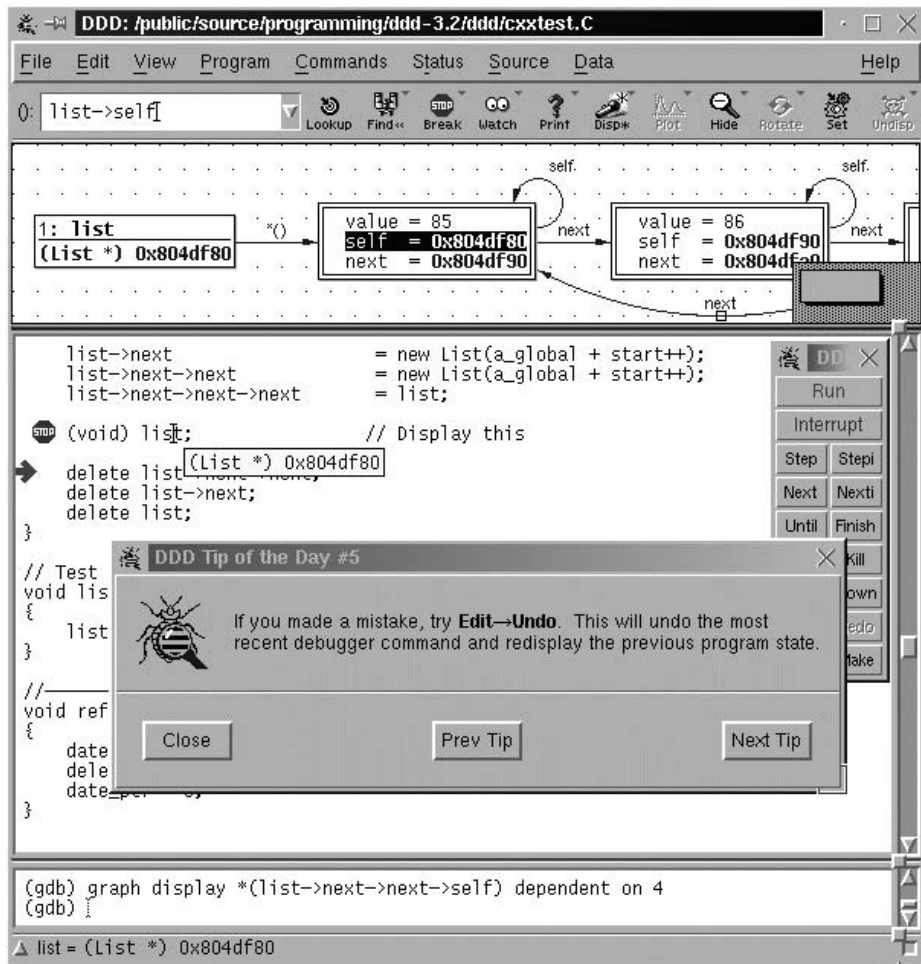 DDD: /public/source/programming/ddd-3.2/ddd/cxxtest.C
File Edit View Program Commands Status Source Data Help
(): list->self
Lookup Find<< Break Watch Print Disp* Plot Hide Rotate Set Undisp
STOP
self self
1: list
(List *) 0x804df80
*()
value = 85
self = 0x804df80
next = 0x804df90
next
value = 86
self = 0x804df90
next =
next
next
list->next = new List(a_global + start++);
list->next->next = new List(a_global + start++);
list->next->next->next = list;
STOP (void) list; // Display this
(List *) 0x804df80
delete list
delete list->next;
delete list;
}
// Test
void lis
{
list
}
//
void ref
{
date
dele
}
DD
Run
Interrupt
Step Stepi
Next Nexti
Until Finish
Kill
own
edo
Make
DDD Tip of the Day #5
If you made a mistake, try Edit→Undo. This will undo the most
recent debugger command and redisplay the previous program state.
Close Prev Tip Next Tip
(gdb) graph display *(list->next->next->self) dependent on 4
(gdb)
list = (List *) 0x804df80